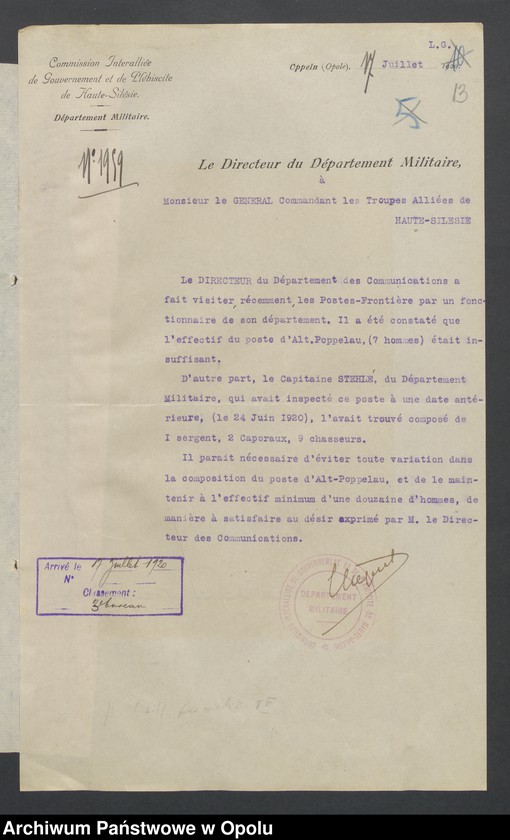 L.G.
Commission Interalliée
de Gouvernement et de Plébiscite
de Haute-Silésie.
Département Militaire.
Oppeln (Opole), 17 Juillet
13
5
N° 1959
Le Directeur du Département Militaire,
à
Monsieur le GENERAL Commandant les Troupes Alliées de
HAUTE-SILESIE
Le DIRECTEUR du Département des Communications a
fait visiter récemment les Postes-Frontière par un fonc-
tionnaire de son département. Il a été constaté que
l'effectif du poste d'Alt.Poppelau, (7 hommes) était in-
suffisant.
D'autre part, le Capitaine STEHLÉ, du Département
Militaire, qui avait inspecté ce poste à une date anté-
rieure, (le 24 Juin 1920), l'avait trouvé composé de
I sergent, 2 Caporaux, 9 chasseurs.
Il parait nécessaire d'éviter toute variation dans
la composition du poste d'Alt-Poppelau, et de le main-
tenir à l'effectif minimum d'une douzaine d'hommes, de
manière à satisfaire au désir exprimé par M. le Direc-
teur des Communications.
Arrivé le 17 Juillet 1920
N°
Classement :
3e bureau
DEPARTEMENT
MILITAIRE
Archiwum Państwowe w Opolu